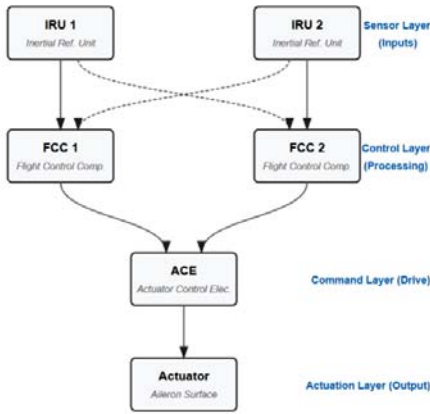 IRU 1
Inertial Ref. Unit
IRU 2
Inertial Ref. Unit
Sensor Layer
(Inputs)
FCC 1
Flight Control Comp
FCC 2
Flight Control Comp.
Control Layer
(Processing)
ACE
Actuator Control Elec.
Command Layer (Drive)
Actuator
Aileron Surface
Actuation Layer (Output)